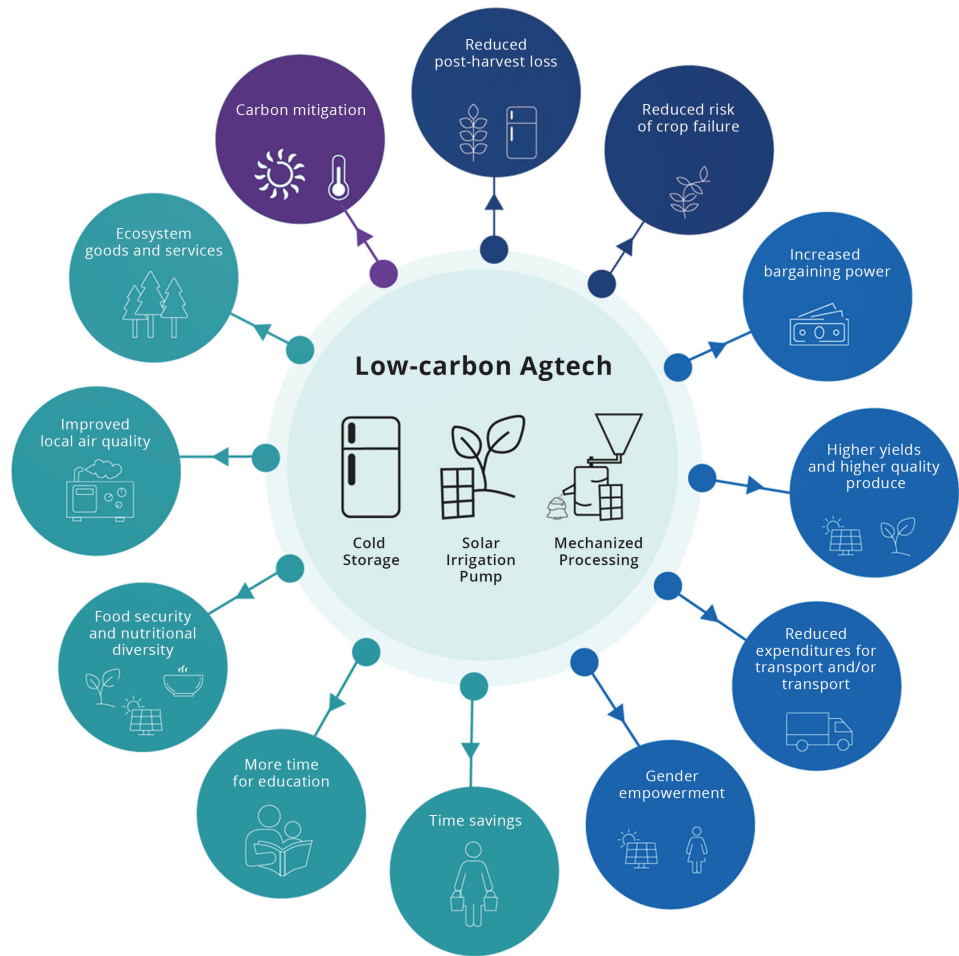 Reduced
post-harvest loss
Carbon mitigation
Reduced risk
of crop failure
Ecosystem
goods and services
Increased
bargaining power
Low-carbon Agtech
Improved
local air quality
Higher yields
and higher quality
produce
Cold
Storage
Solar
Irrigation
Pump
Mechanized
Processing
Food security
and nutritional
diversity
Reduced
expenditures for
transport and/or
transport
More time
for education
Gender
empowerment
Time savings